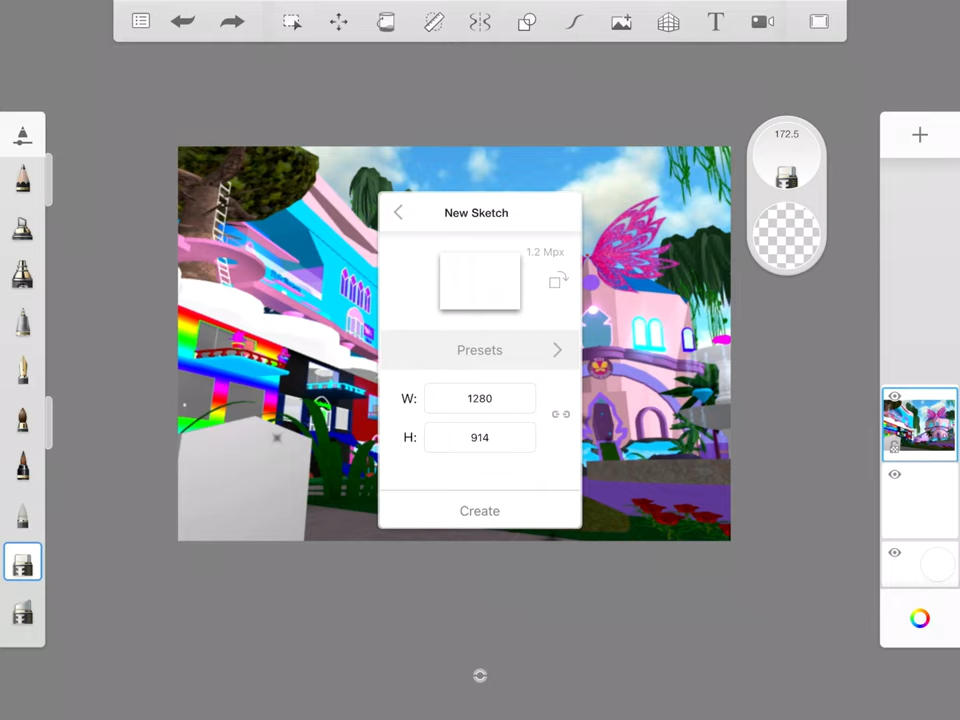 T
172.5
New Sketch
1.2 Mpx
Presets
W: 1280
H: 914
Create